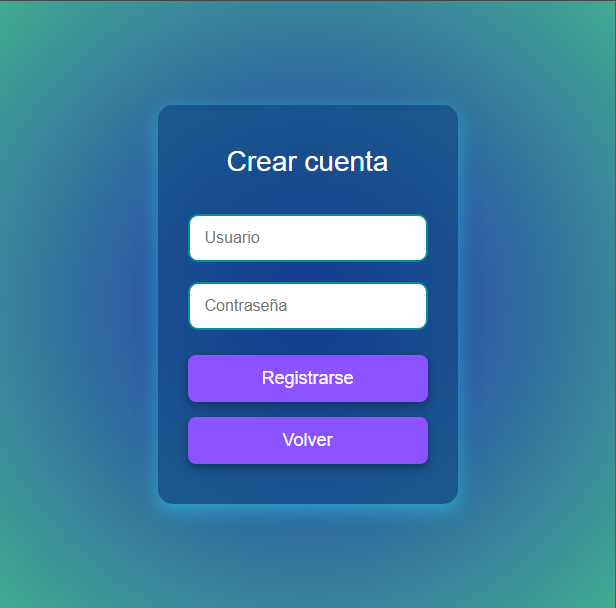 Crear cuenta
Usuario
Contraseña
Registrarse
Volver